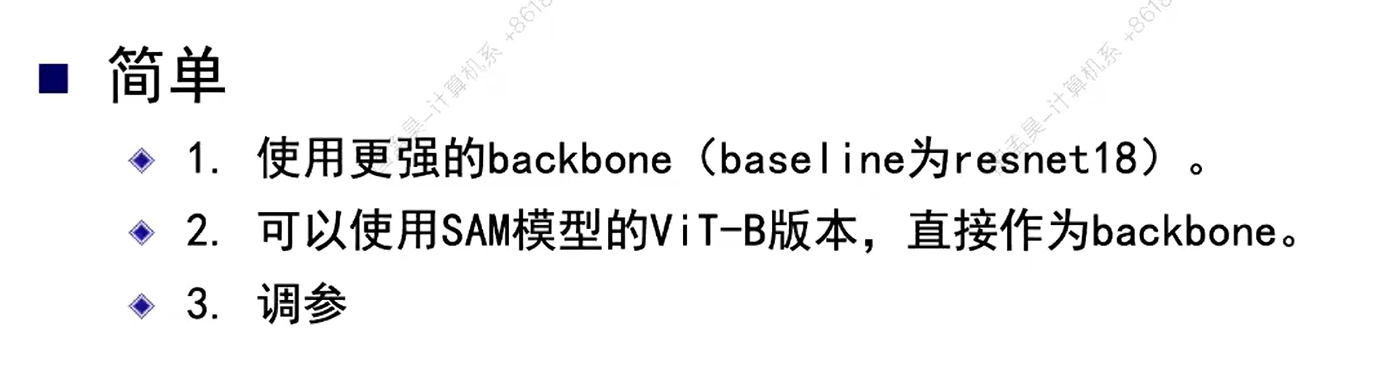 简单
1. 使用更强的backbone（baseline为resnet18）。
2. 可以使用SAM模型的ViT-B版本，直接作为backbone。
3. 调参
孟昊-计算机系 +8618
孟昊-计算机系 +8618